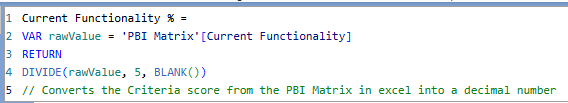 1 Current Functionality % =
2 VAR rawValue = 'PBI Matrix'[Current Functionality]
3 RETURN
4 DIVIDE(rawValue, 5, BLANK())
5 // Converts the Criteria score from the PBI Matrix in excel into a decimal number